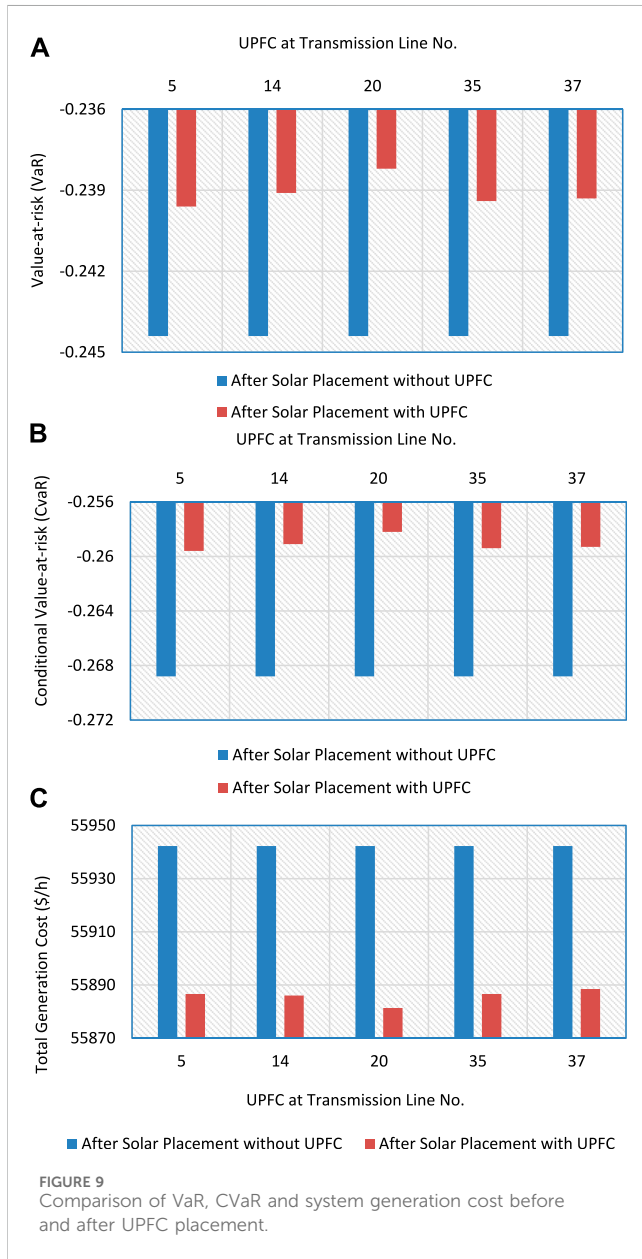 A
UPFC at Transmission Line No.
5 14 20 35 37
Value-at-risk (VaR)
-0.236
-0.239
-0.242
-0.245
After Solar Placement without UPFC
After Solar Placement with UPFC
B
UPFC at Transmission Line No.
5 14 20 35 37
Conditional Value-at-risk (CvaR)
-0.256
-0.26
-0.264
-0.268
-0.272
After Solar Placement without UPFC
After Solar Placement with UPFC
C
Total Generation Cost ($/h)
55950
55930
55910
55890
55870
5 14 20 35 37
UPFC at Transmission Line No.
After Solar Placement without UPFC After Solar Placement with UPFC
FIGURE 9
Comparison of VaR, CVaR and system generation cost before
and after UPFC placement.